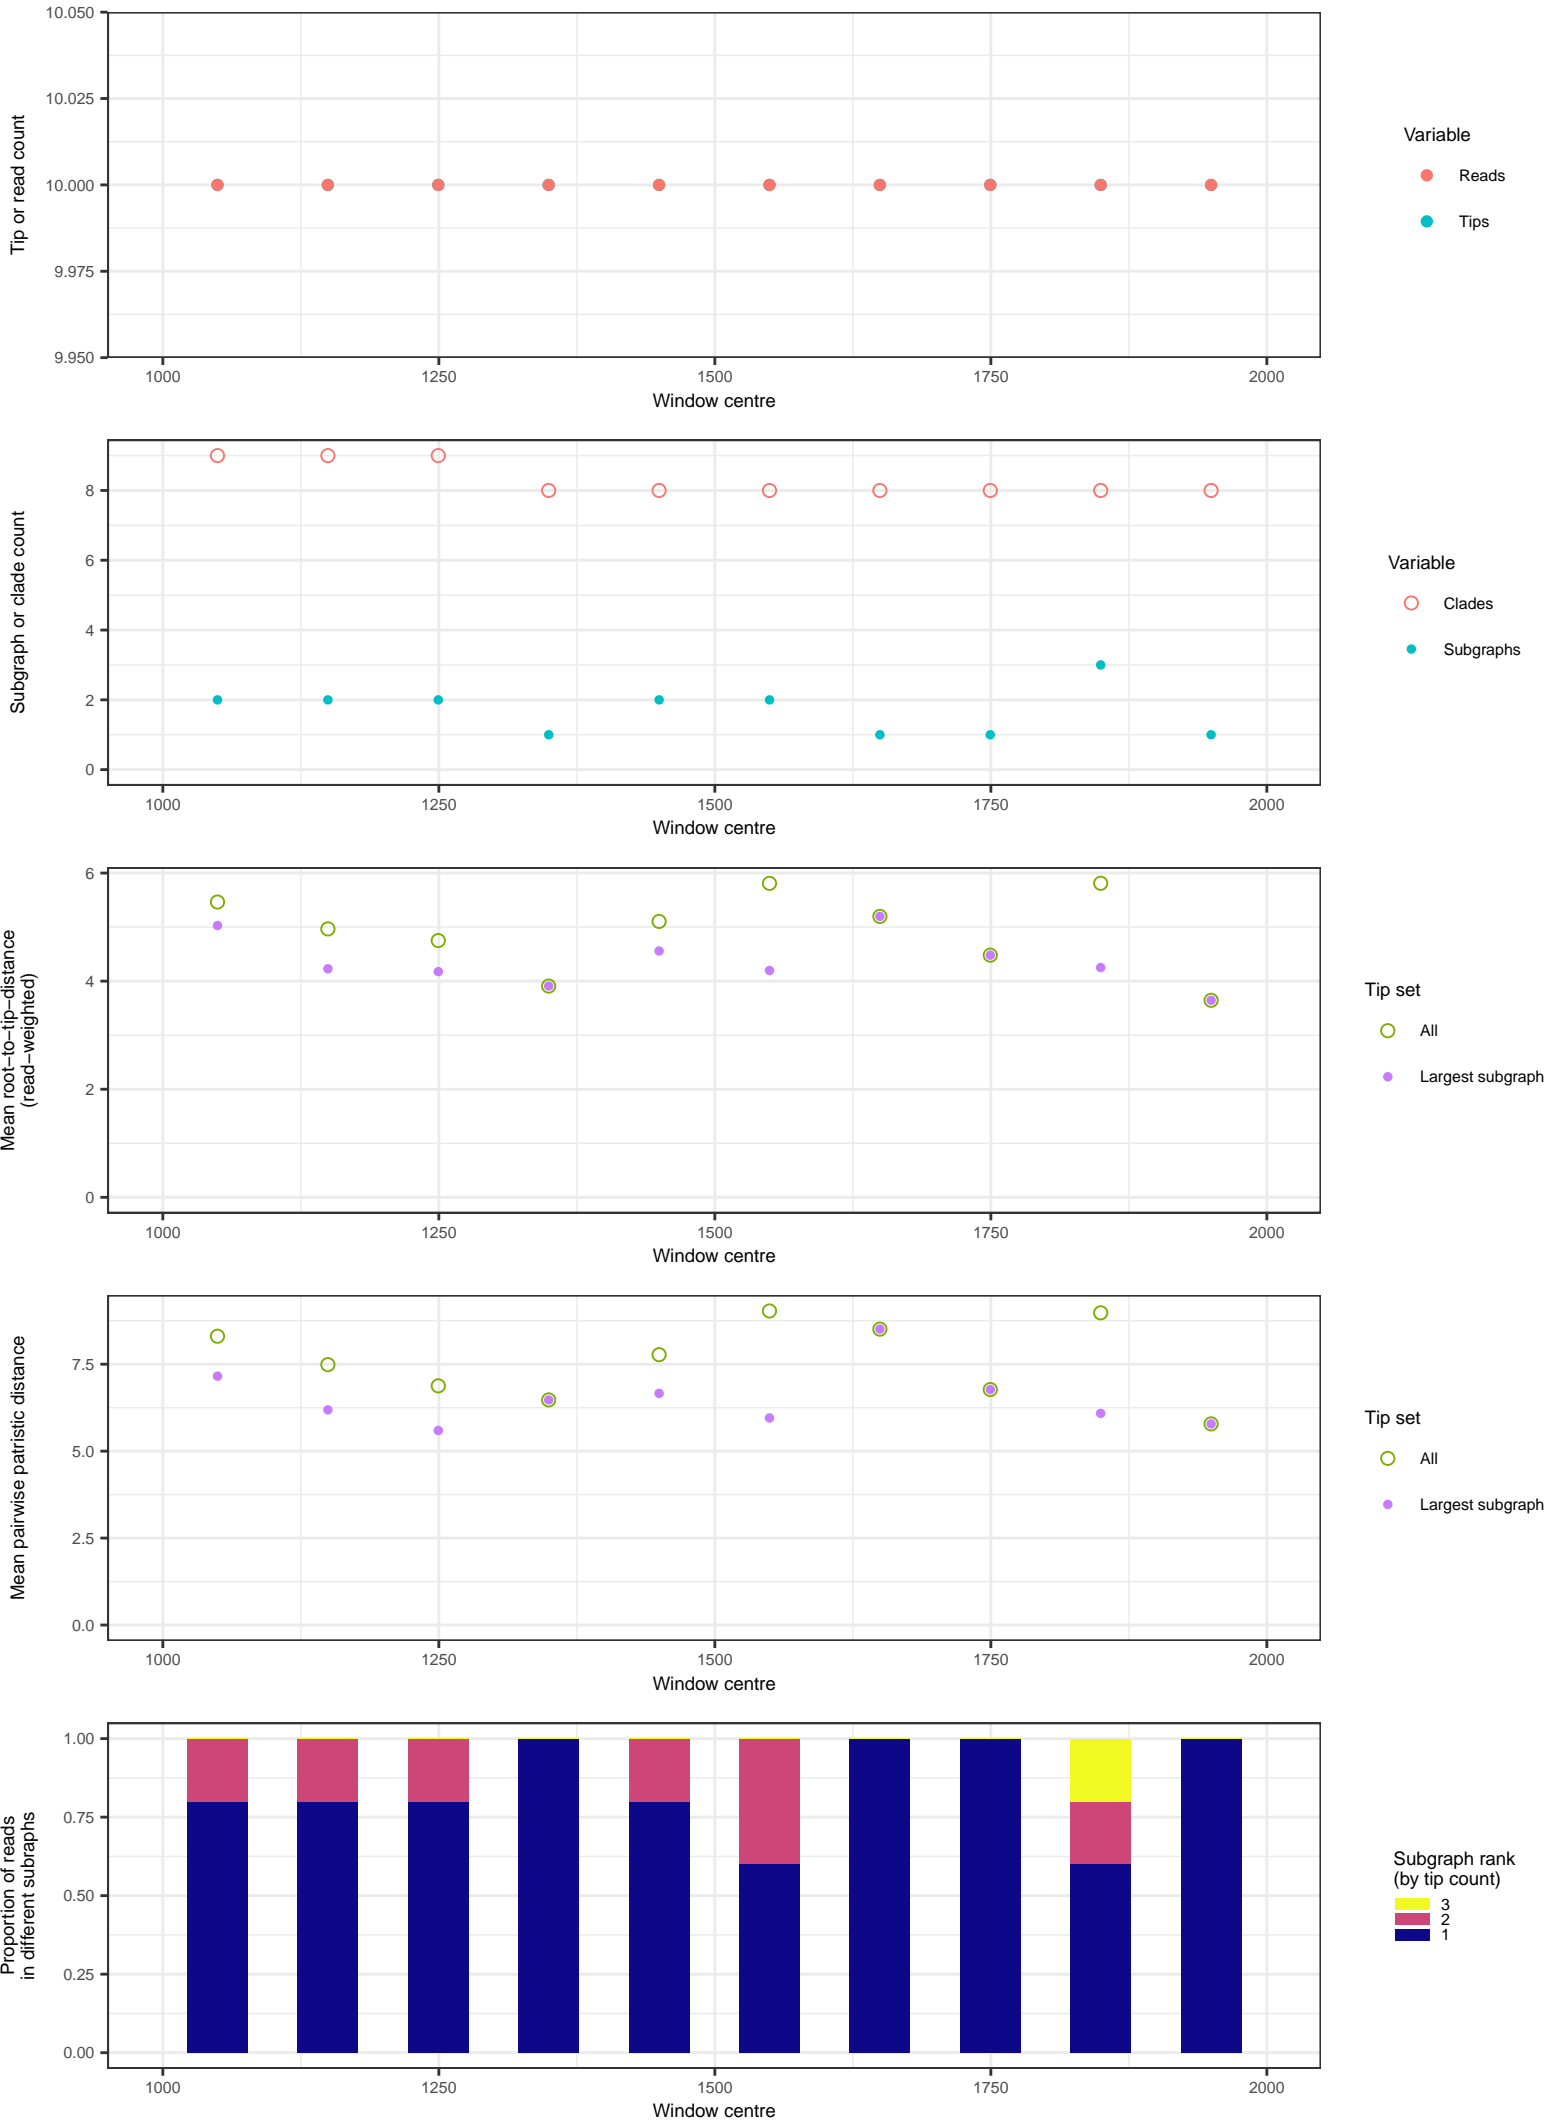 10.050
10.025
10.000
9.975
9.950
Tip or read count
1000
1250
1500
1750
2000
Window centre
Variable
Reads
Tips
8
6
4
2
0
Subgraph or clade count
1000
1250
1500
1750
2000
Window centre
Variable
Clades
Subgraphs
6
4
2
0
Mean root−to−tip−distance
(read−weighted)
1000
1250
1500
1750
2000
Window centre
Tip set
All
Largest subgraph
7.5
5.0
2.5
0.0
Mean pairwise patristic distance
1000
1250
1500
1750
2000
Window centre
Tip set
All
Largest subgraph
1.00
0.75
0.50
0.25
0.00
Proportion of reads
in different subraphs
1000
1250
1500
1750
2000
Window centre
Subgraph rank
(by tip count)
3
2
1